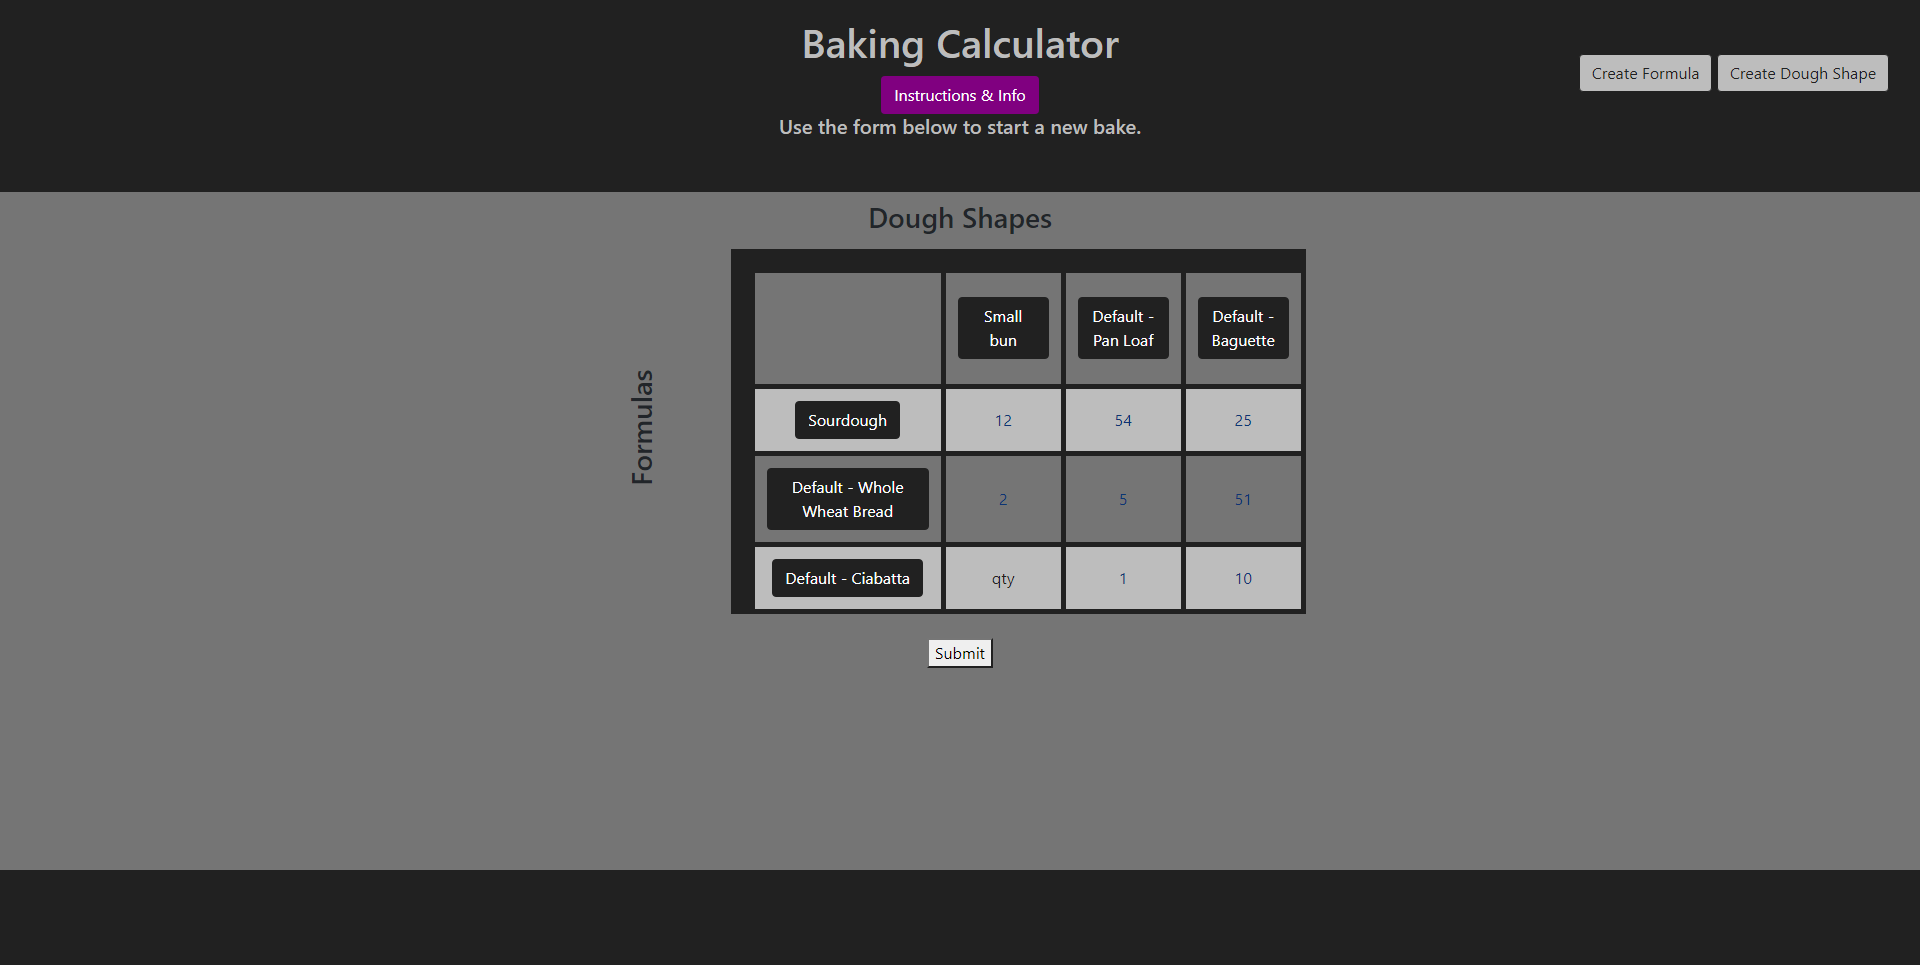 Baking Calculator
Instructions & Info
Use the form below to start a new bake.
Create Formula
Create Dough Shape
Dough Shapes
Formulas
Small
bun
Default -
Pan Loaf
Default -
Baguette
Sourdough
12
54
25
Default - Whole
Wheat Bread
2
5
51
Default - Ciabatta
qty
1
10
Submit